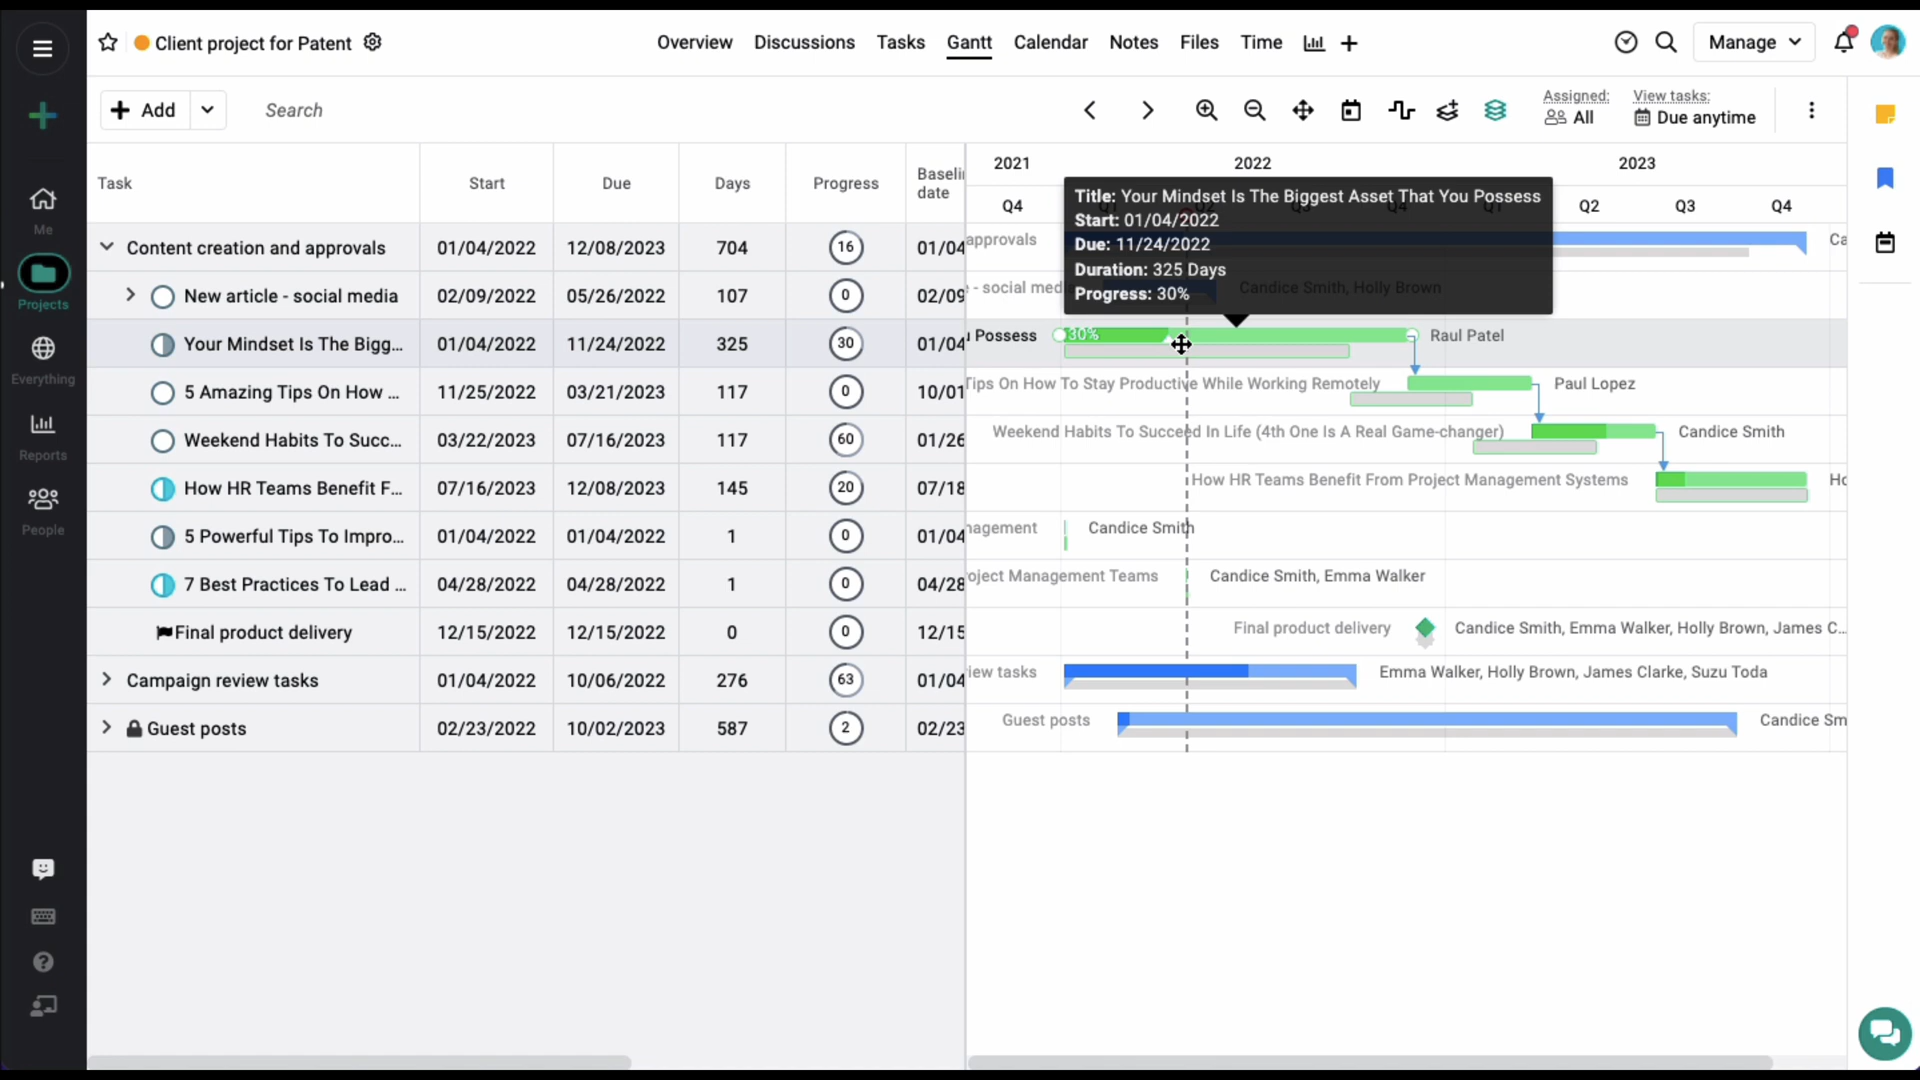 Client project for Patent
Overview Discussions Tasks Gantt Calendar Notes Files Time
Manage
Add
Search
Assigned:
All
View tasks:
Due anytime
Me
Projects
Everything
Reports
People
Task Start Due Days Progress Baseli
date
Content creation and approvals 01/04/2022 12/08/2023 704 16 01/04
New article - social media 02/09/2022 05/26/2022 107 0 02/09
Your Mindset Is The Bigg... 01/04/2022 11/24/2022 325 30 01/04
5 Amazing Tips On How ... 11/25/2022 03/21/2023 117 0 10/01
Weekend Habits To Succ... 03/22/2023 07/16/2023 117 60 01/26
How HR Teams Benefit F... 07/16/2023 12/08/2023 145 20 07/18
5 Powerful Tips To Impro... 01/04/2022 01/04/2022 1 0 01/04
7 Best Practices To Lead ... 04/28/2022 04/28/2022 1 0 04/28
Final product delivery 12/15/2022 12/15/2022 0 0 12/15
Campaign review tasks 01/04/2022 10/06/2022 276 63 01/04
Guest posts 02/23/2022 10/02/2023 587 2 02/23
2021 2022 2023
Q4 Q1 Q2 Q3 Q4 Q1 Q2 Q3 Q4
Title: Your Mindset Is The Biggest Asset That You Possess
Start: 01/04/2022
Due: 11/24/2022
Duration: 325 Days
Progress: 30%
approvals Ca
- social med Candice Smith, Holly Brown
u Possess 30% Raul Patel
Tips On How To Stay Productive While Working Remotely Paul Lopez
Weekend Habits To Succeed In Life (4th One Is A Real Game-changer) Candice Smith
How HR Teams Benefit From Project Management Systems Ho
nagement Candice Smith
oject Management Teams Candice Smith, Emma Walker
Final product delivery Candice Smith, Emma Walker, Holly Brown, James C...
iew tasks Emma Walker, Holly Brown, James Clarke, Suzu Toda
Guest posts Candice Sm